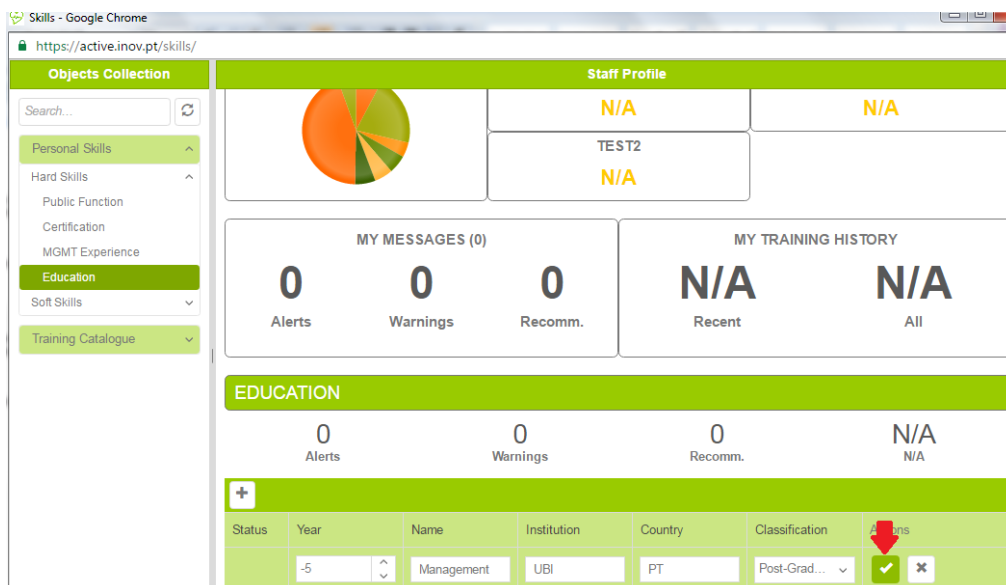 Skills - Google Chrome
https://active.inov.pt/skills/
Objects Collection
Staff Profile
Search...
Personal Skills
Hard Skills
Public Function
Certification
MGMT Experience
Education
Soft Skills
Training Catalogue
N/A
N/A
TEST2
N/A
MY MESSAGES (0)
0 0 0
Alerts Warnings Recomm.
MY TRAINING HISTORY
N/A N/A
Recent All
EDUCATION
0 0 0 N/A
Alerts Warnings Recomm. N/A
Status Year Name Institution Country Classification
-5 Management UBI PT Post-Grad...